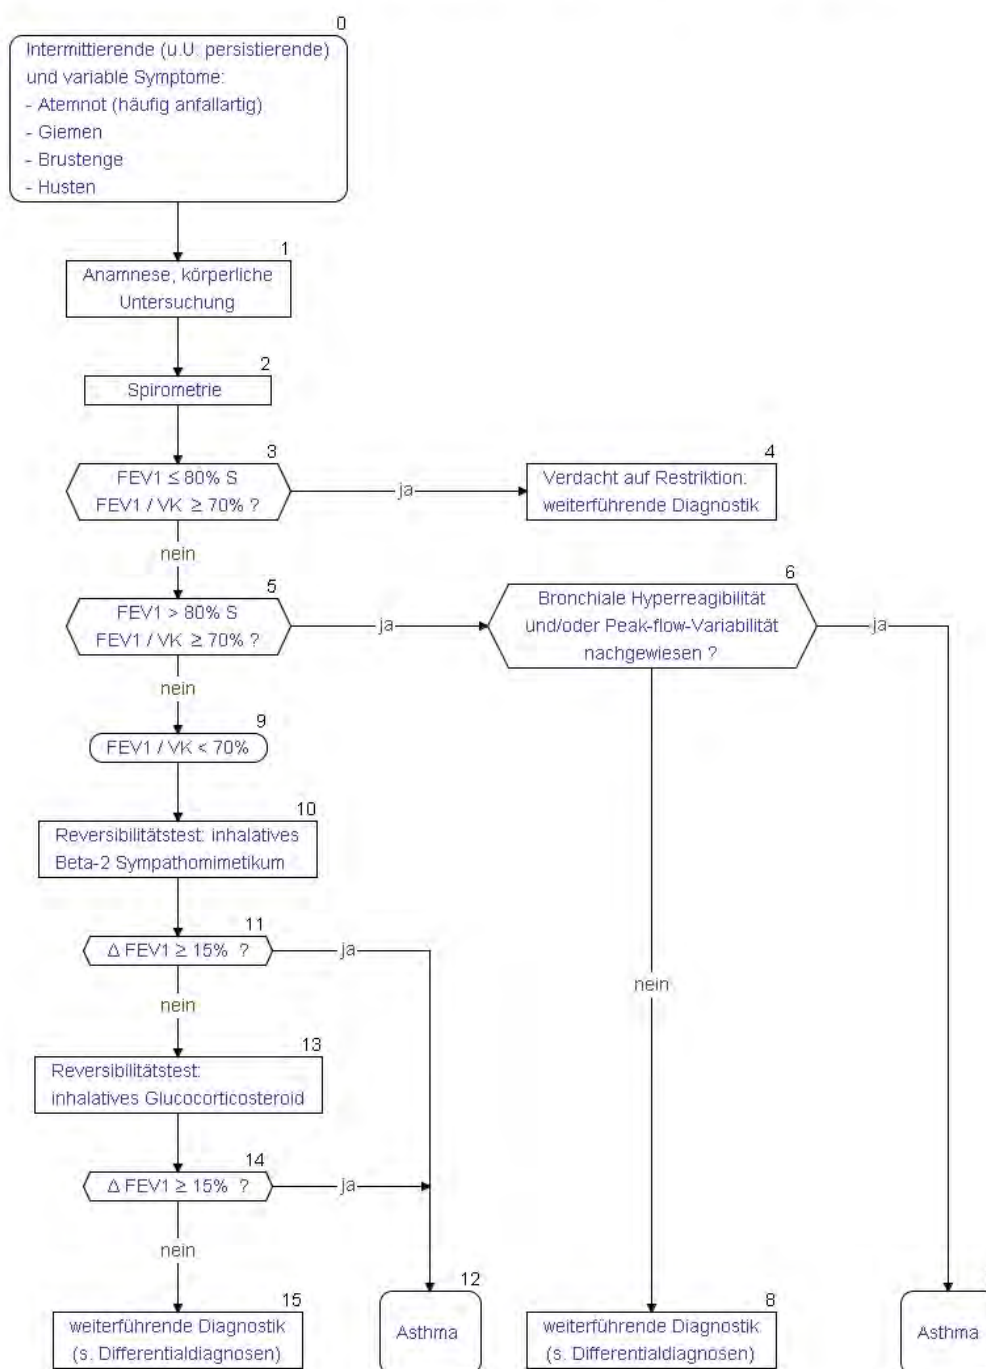 0
Intermittierende (u.U. persistierende)
und variable Symptome:
- Atemnot (häufig anfallartig)
- Giemen
- Brustenge
- Husten
1
Anamnese, körperliche
Untersuchung
2
Spirometrie
3
FEV1 ≤ 80% S
FEV1 / VK ≥ 70% ?
ja
4
Verdacht auf Restriktion:
weiterführende Diagnostik
nein
5
FEV1 > 80% S
FEV1 / VK ≥ 70% ?
ja
6
Bronchiale Hyperreagibilität
und/oder Peak-flow-Variabilität
nachgewiesen ?
ja
nein
9
FEV1 / VK < 70%
10
Reversibilitätstest: inhalatives
Beta-2 Sympathomimetikum
11
Δ FEV1 ≥ 15% ?
ja
nein
nein
13
Reversibilitätstest:
inhalatives Glucocorticosteroid
14
Δ FEV1 ≥ 15% ?
ja
nein
15
weiterführende Diagnostik
(s. Differentialdiagnosen)
12
Asthma
8
weiterführende Diagnostik
(s. Differentialdiagnosen)
Asthma